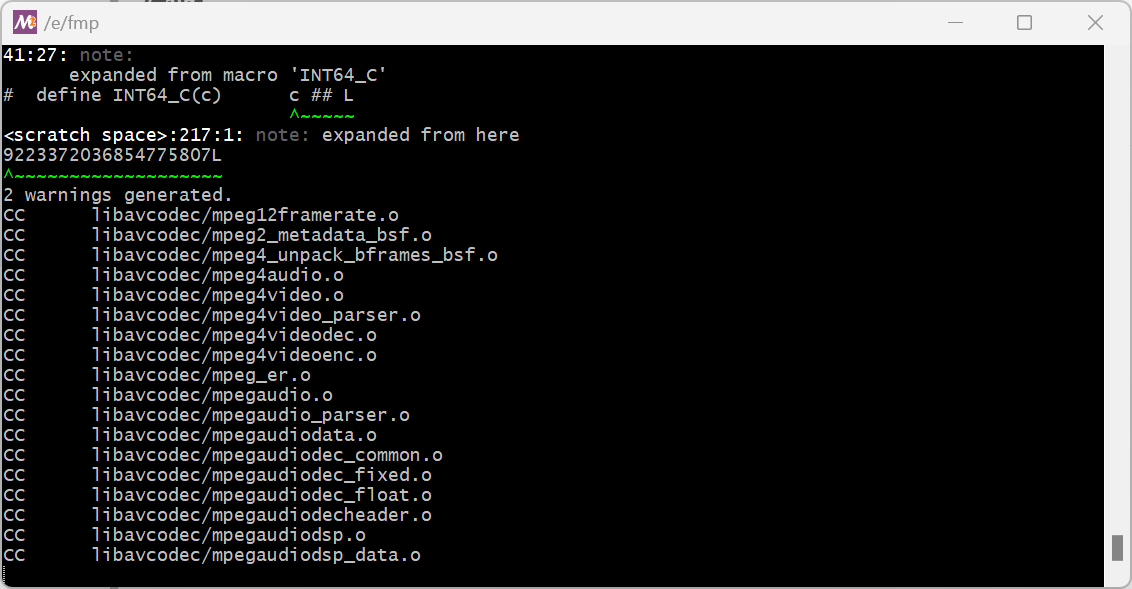 /e/fmp
41:27: note:
      expanded from macro 'INT64_C'
#  define INT64_C(c)      c ## L
                          ^~~~~~
<scratch space>:217:1: note: expanded from here
9223372036854775807L
^~~~~~~~~~~~~~~~~~~~
2 warnings generated.
CC      libavcodec/mpeg12framerate.o
CC      libavcodec/mpeg2_metadata_bsf.o
CC      libavcodec/mpeg4_unpack_bframes_bsf.o
CC      libavcodec/mpeg4audio.o
CC      libavcodec/mpeg4video.o
CC      libavcodec/mpeg4video_parser.o
CC      libavcodec/mpeg4videodec.o
CC      libavcodec/mpeg4videoenc.o
CC      libavcodec/mpeg_er.o
CC      libavcodec/mpegaudio.o
CC      libavcodec/mpegaudio_parser.o
CC      libavcodec/mpegaudiodata.o
CC      libavcodec/mpegaudiodec_common.o
CC      libavcodec/mpegaudiodec_fixed.o
CC      libavcodec/mpegaudiodec_float.o
CC      libavcodec/mpegaudiodecheader.o
CC      libavcodec/mpegaudiodsp.o
CC      libavcodec/mpegaudiodsp_data.o